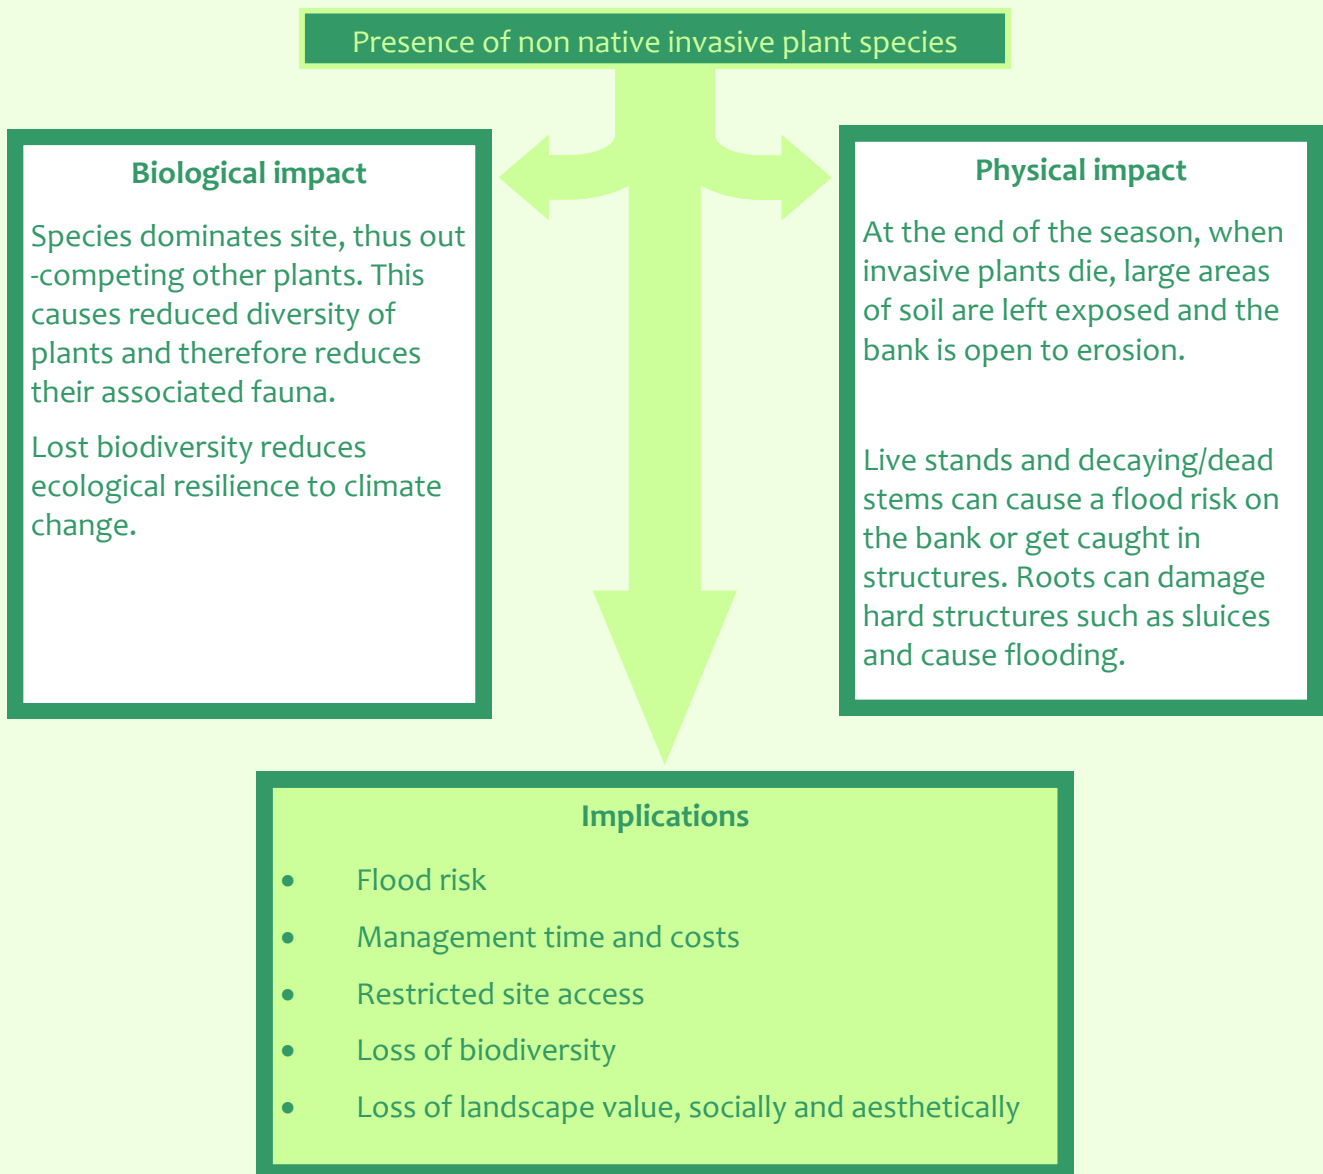 Presence of non native invasive plant species
Biological impact
Species dominates site, thus out
-competing other plants. This
causes reduced diversity of
plants and therefore reduces
their associated fauna.
Lost biodiversity reduces
ecological resilience to climate
change.
Physical impact
At the end of the season, when
invasive plants die, large areas
of soil are left exposed and the
bank is open to erosion.
Live stands and decaying/dead
stems can cause a flood risk on
the bank or get caught in
structures. Roots can damage
hard structures such as sluices
and cause flooding.
Implications
• Flood risk
• Management time and costs
• Restricted site access
• Loss of biodiversity
• Loss of landscape value, socially and aesthetically